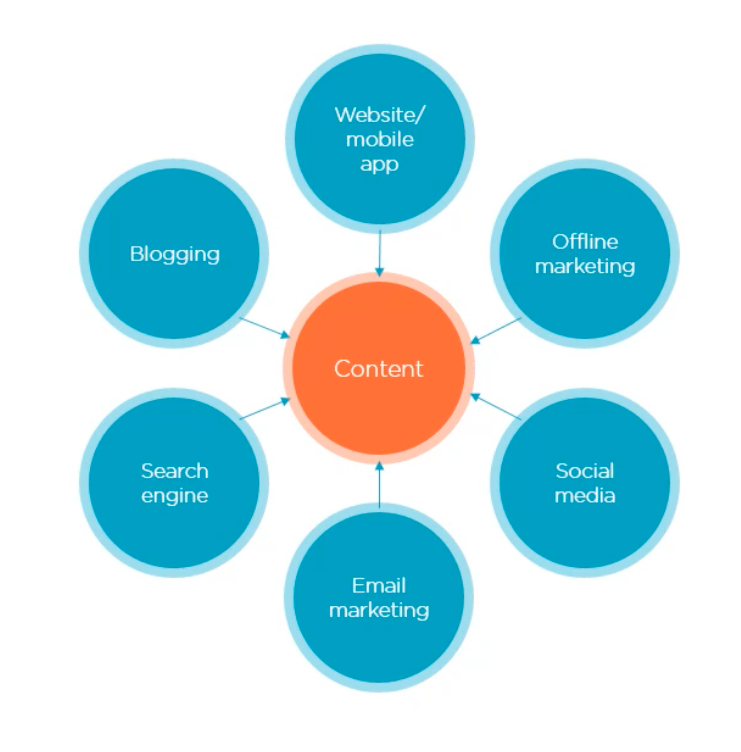 Website/
mobile
app
Blogging
Offline
marketing
Content
Search
engine
Social
media
Email
marketing